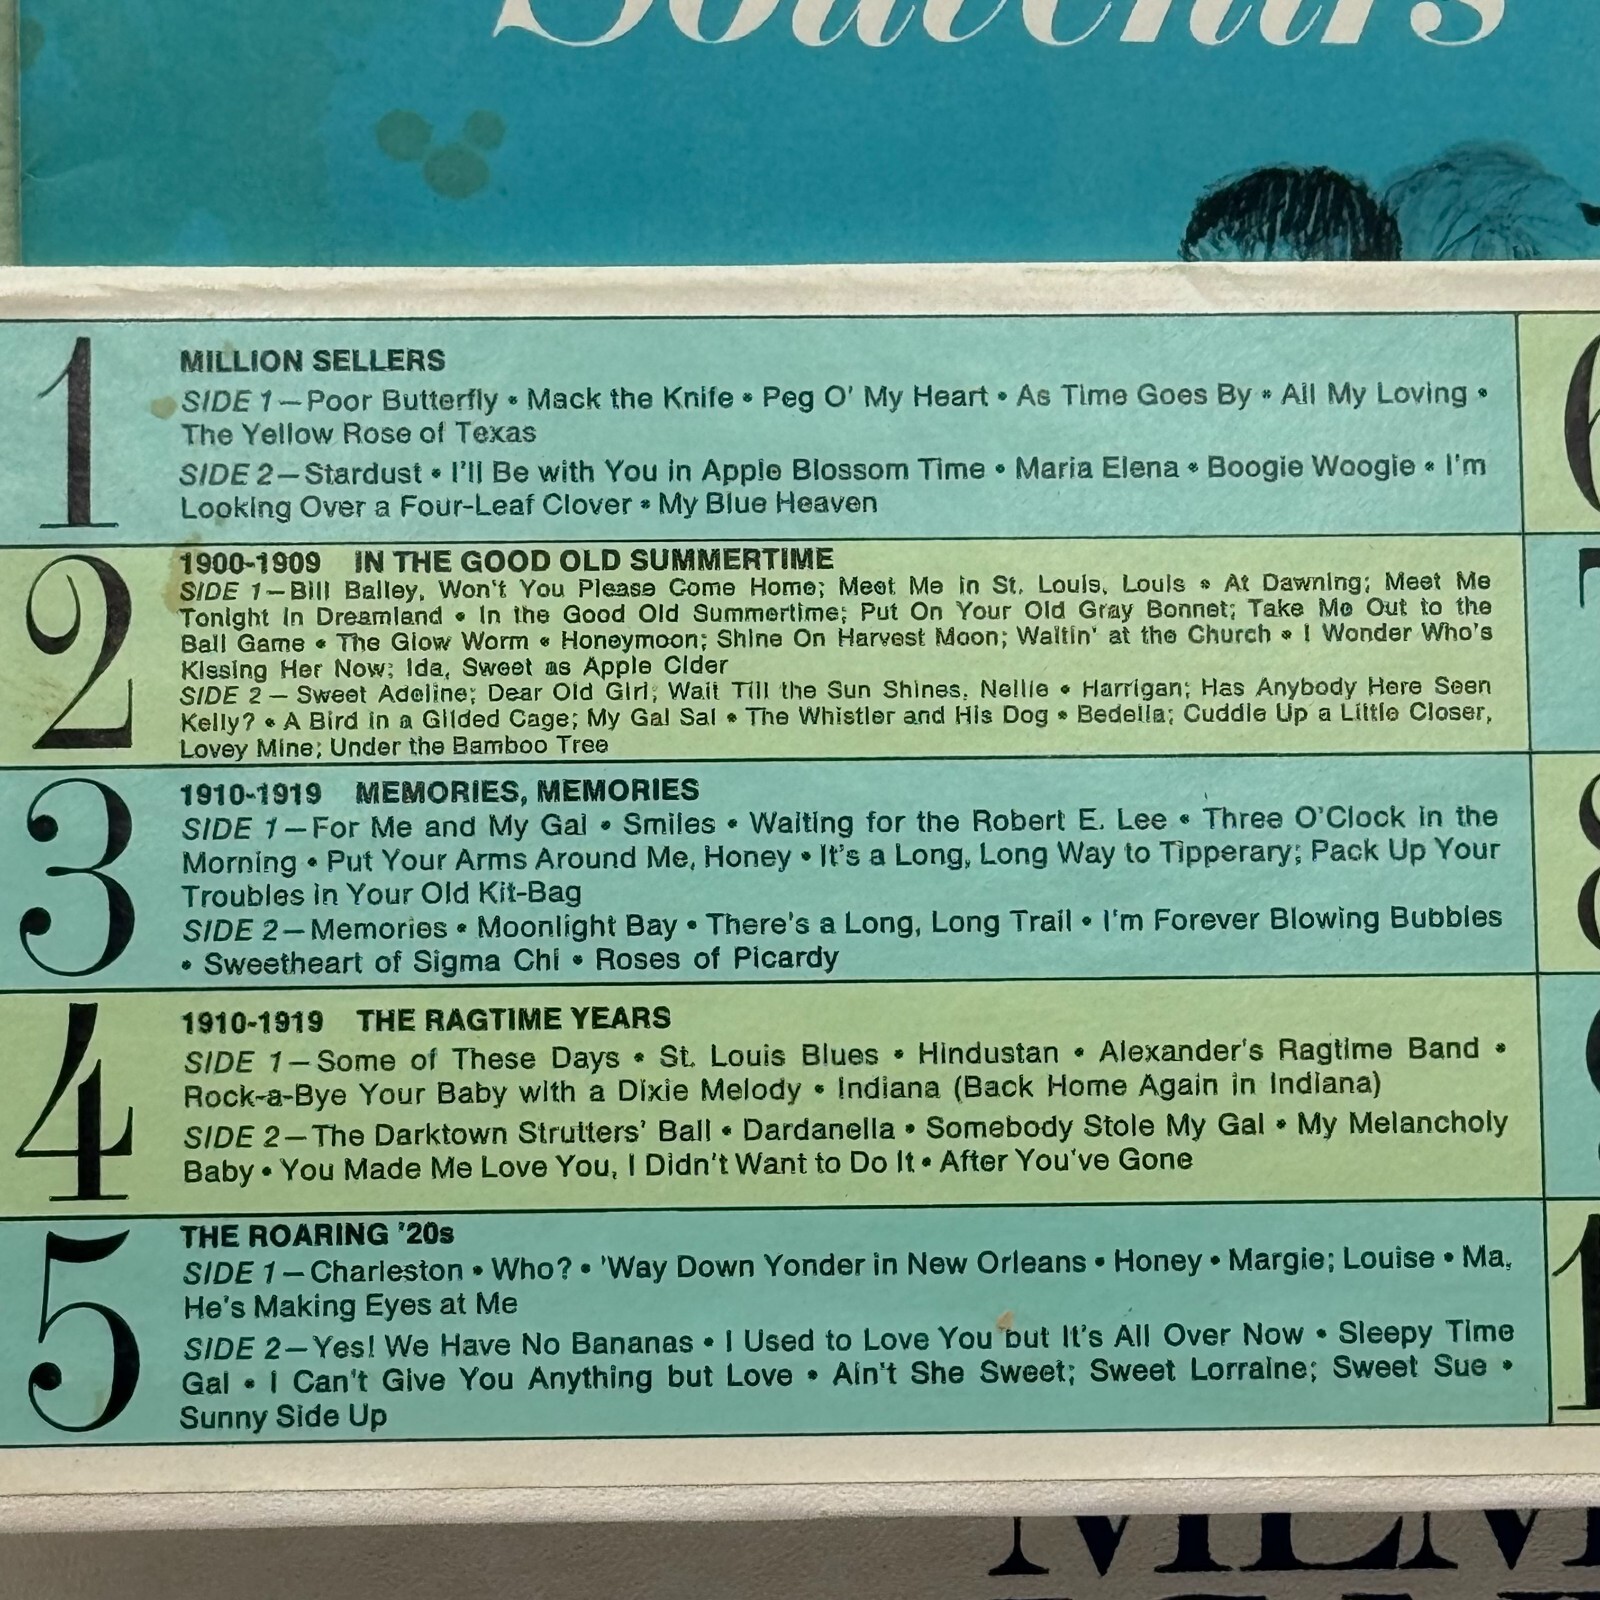 Souvenirs
1
MILLION SELLERS
SIDE 1—Poor Butterfly • Mack the Knife • Peg O' My Heart • As Time Goes By • All My Loving •
The Yellow Rose of Texas
SIDE 2—Stardust • I'll Be with You in Apple Blossom Time • Maria Elena • Boogie Woogie • I'm
Looking Over a Four-Leaf Clover • My Blue Heaven
2
1900-1909 IN THE GOOD OLD SUMMERTIME
SIDE 1—Bill Bailey, Won't You Please Come Home; Meet Me in St. Louis, Louis • At Dawning; Meet Me
Tonight in Dreamland • In the Good Old Summertime; Put On Your Old Gray Bonnet; Take Me Out to the
Ball Game • The Glow Worm • Honeymoon; Shine On Harvest Moon; Waitin' at the Church • I Wonder Who's
Kissing Her Now; Ida, Sweet as Apple Cider
SIDE 2 — Sweet Adeline; Dear Old Girl; Wait Till the Sun Shines, Nellie • Harrigan; Has Anybody Here Seen
Kelly? • A Bird in a Gilded Cage; My Gal Sal • The Whistler and His Dog • Bedelia; Cuddle Up a Little Closer,
Lovey Mine; Under the Bamboo Tree
3
1910-1919 MEMORIES, MEMORIES
SIDE 1—For Me and My Gal • Smiles • Waiting for the Robert E. Lee • Three O'Clock in the
Morning • Put Your Arms Around Me, Honey • It's a Long, Long Way to Tipperary; Pack Up Your
Troubles in Your Old Kit-Bag
SIDE 2—Memories • Moonlight Bay • There's a Long, Long Trail • I'm Forever Blowing Bubbles
• Sweetheart of Sigma Chi • Roses of Picardy
4
1910-1919 THE RAGTIME YEARS
SIDE 1—Some of These Days • St. Louis Blues • Hindustan • Alexander's Ragtime Band •
Rock-a-Bye Your Baby with a Dixie Melody • Indiana (Back Home Again in Indiana)
SIDE 2—The Darktown Strutters' Ball • Dardanella • Somebody Stole My Gal • My Melancholy
Baby • You Made Me Love You, I Didn't Want to Do It • After You've Gone
5
THE ROARING '20s
SIDE 1—Charleston • Who? • 'Way Down Yonder in New Orleans • Honey • Margie; Louise • Ma,
He's Making Eyes at Me
SIDE 2—Yes! We Have No Bananas • I Used to Love You but It's All Over Now • Sleepy Time
Gal • I Can't Give You Anything but Love • Ain't She Sweet; Sweet Lorraine; Sweet Sue •
Sunny Side Up